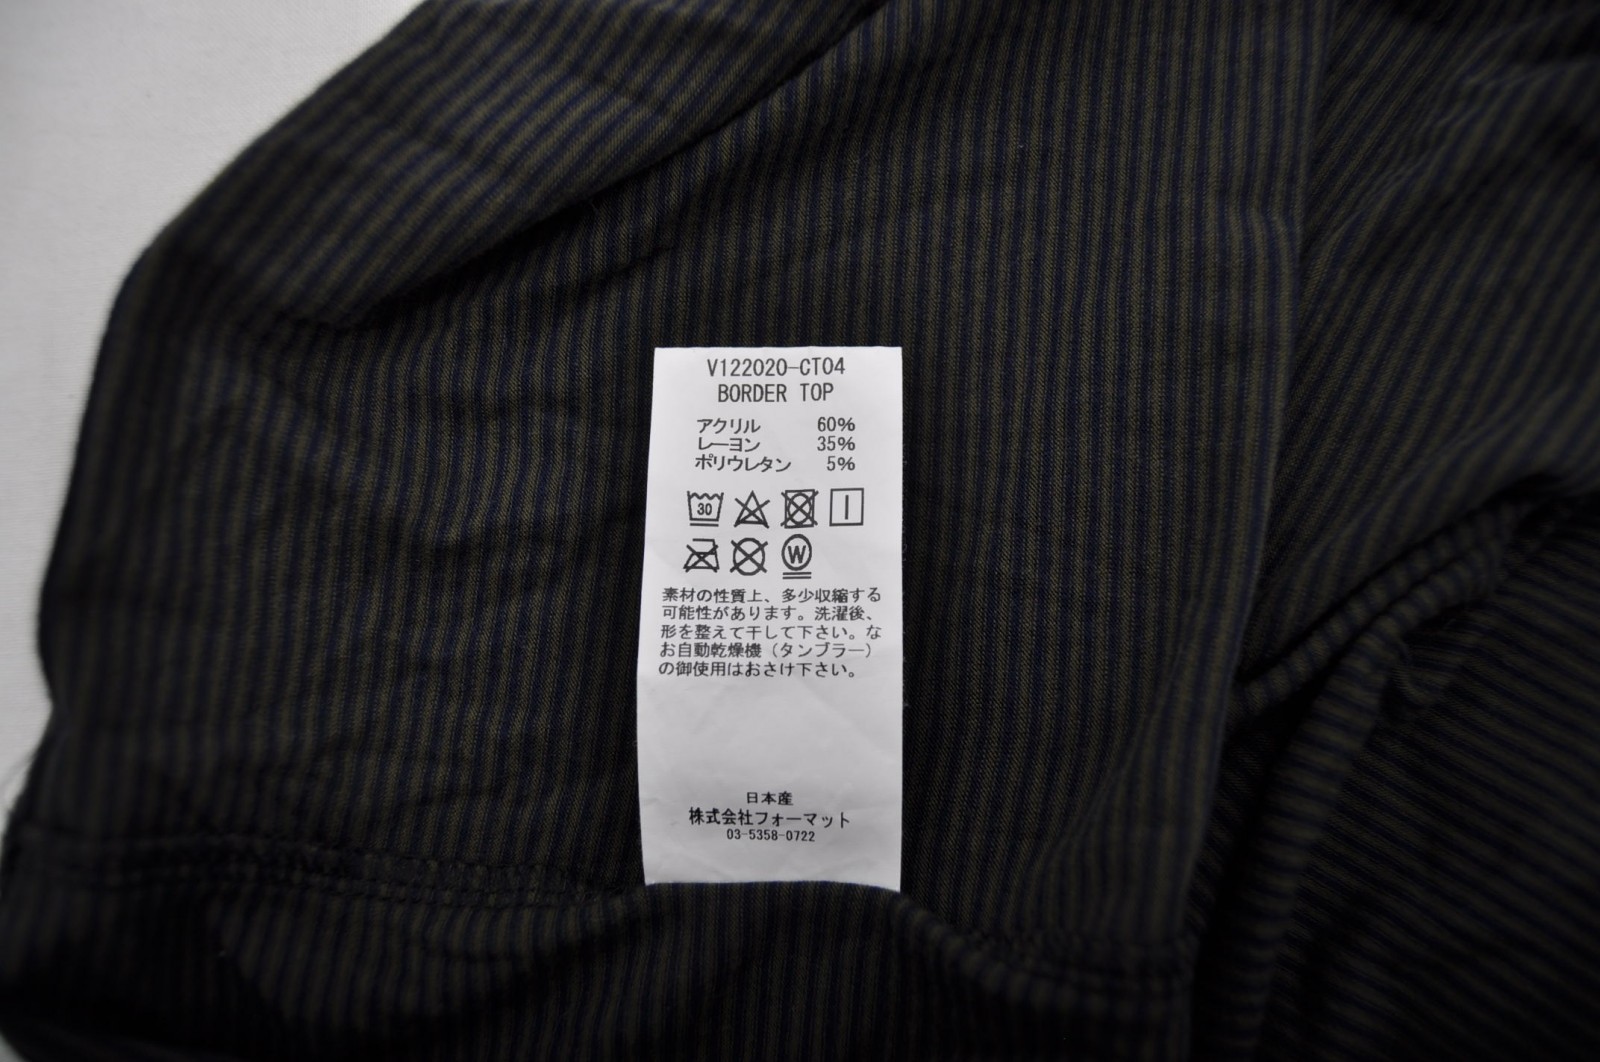 V122020-CT04
BORDER TOP
アクリル 60%
レーヨン 35%
ポリウレタン 5%
30
W
素材の性質上、多少収縮する
可能性があります。洗濯後、
形を整えて干して下さい。な
お自動乾燥機（タンブラー）
の御使用はおさけ下さい。
日本産
株式会社フォーマット
03-5358-0722